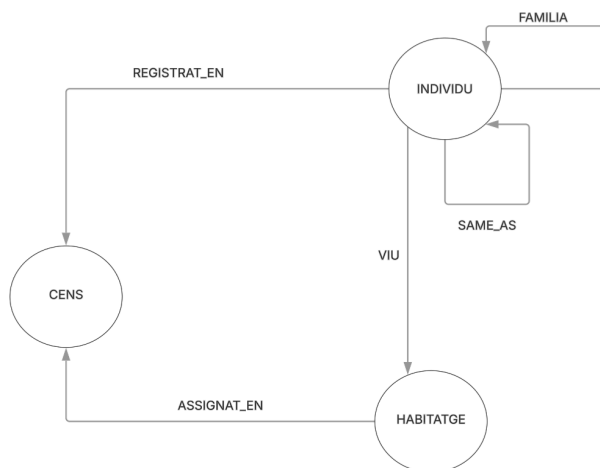 FAMILIA
REGISTRAT_EN
INDIVIDU
SAME_AS
VIU
CENS
ASSIGNAT_EN
HABITATGE